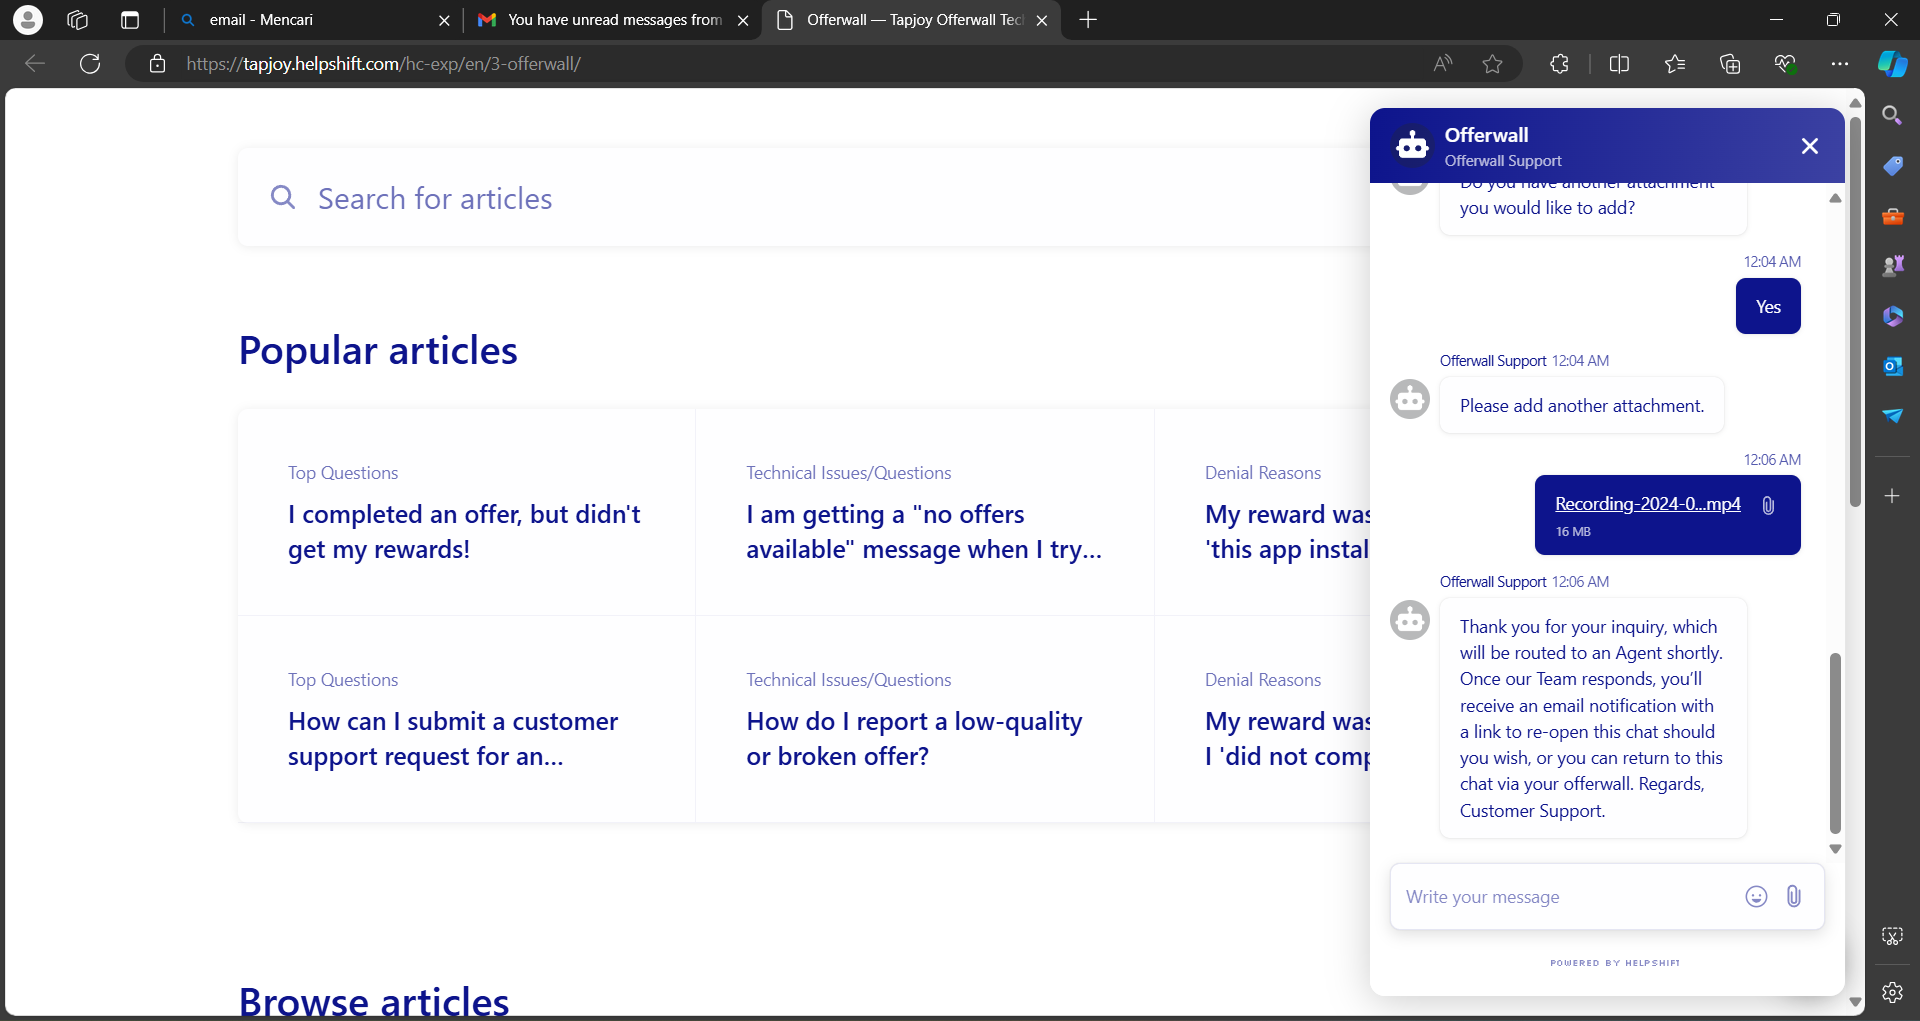 email - Mencari
You have unread messages from
Offerwall — Tapjoy Offerwall Tec
https://tapjoy.helpshift.com/hc-exp/en/3-offerwall/
Search for articles
Popular articles
Top Questions
I completed an offer, but didn't
get my rewards!
Technical Issues/Questions
I am getting a "no offers
available" message when I try...
Denial Reasons
My reward was
'this app instal
Top Questions
How can I submit a customer
support request for an...
Technical Issues/Questions
How do I report a low-quality
or broken offer?
Denial Reasons
My reward was
I 'did not comp
Browse articles
Offerwall
Offerwall Support
Do you have another attachment
you would like to add?
12:04 AM
Yes
Offerwall Support 12:04 AM
Please add another attachment.
12:06 AM
Recording-2024-0...mp4
16 MB
Offerwall Support 12:06 AM
Thank you for your inquiry, which
will be routed to an Agent shortly.
Once our Team responds, you'll
receive an email notification with
a link to re-open this chat should
you wish, or you can return to this
chat via your offerwall. Regards,
Customer Support.
Write your message
POWERED BY HELPSHIFT